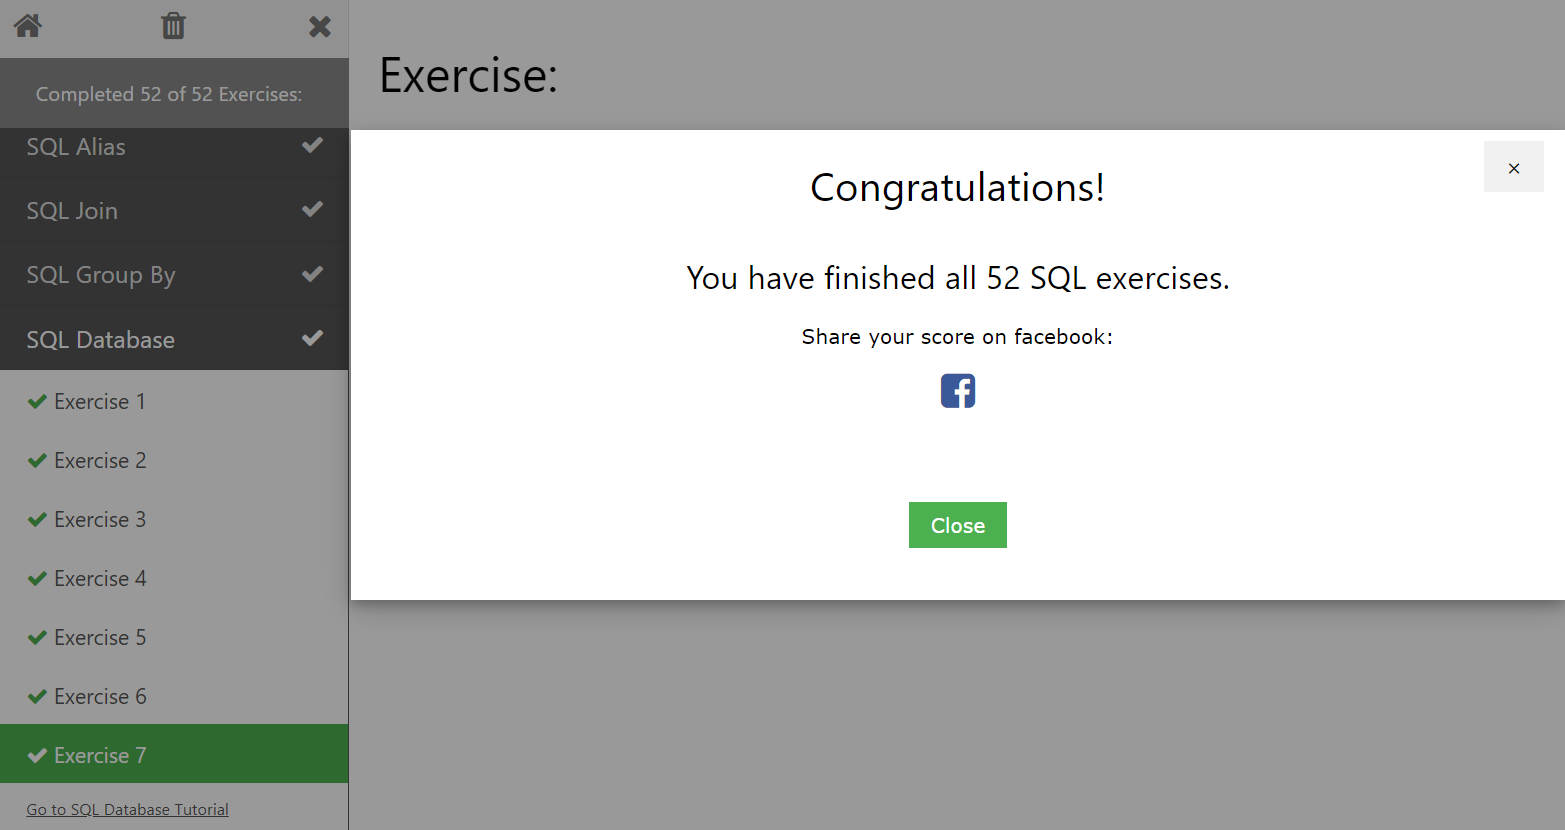 Completed 52 of 52 Exercises:
SQL Alias
SQL Join
SQL Group By
SQL Database
Exercise 1
Exercise 2
Exercise 3
Exercise 4
Exercise 5
Exercise 6
Exercise 7
Go to SQL Database Tutorial
Exercise:
×
Congratulations!
You have finished all 52 SQL exercises.
Share your score on facebook:
Close